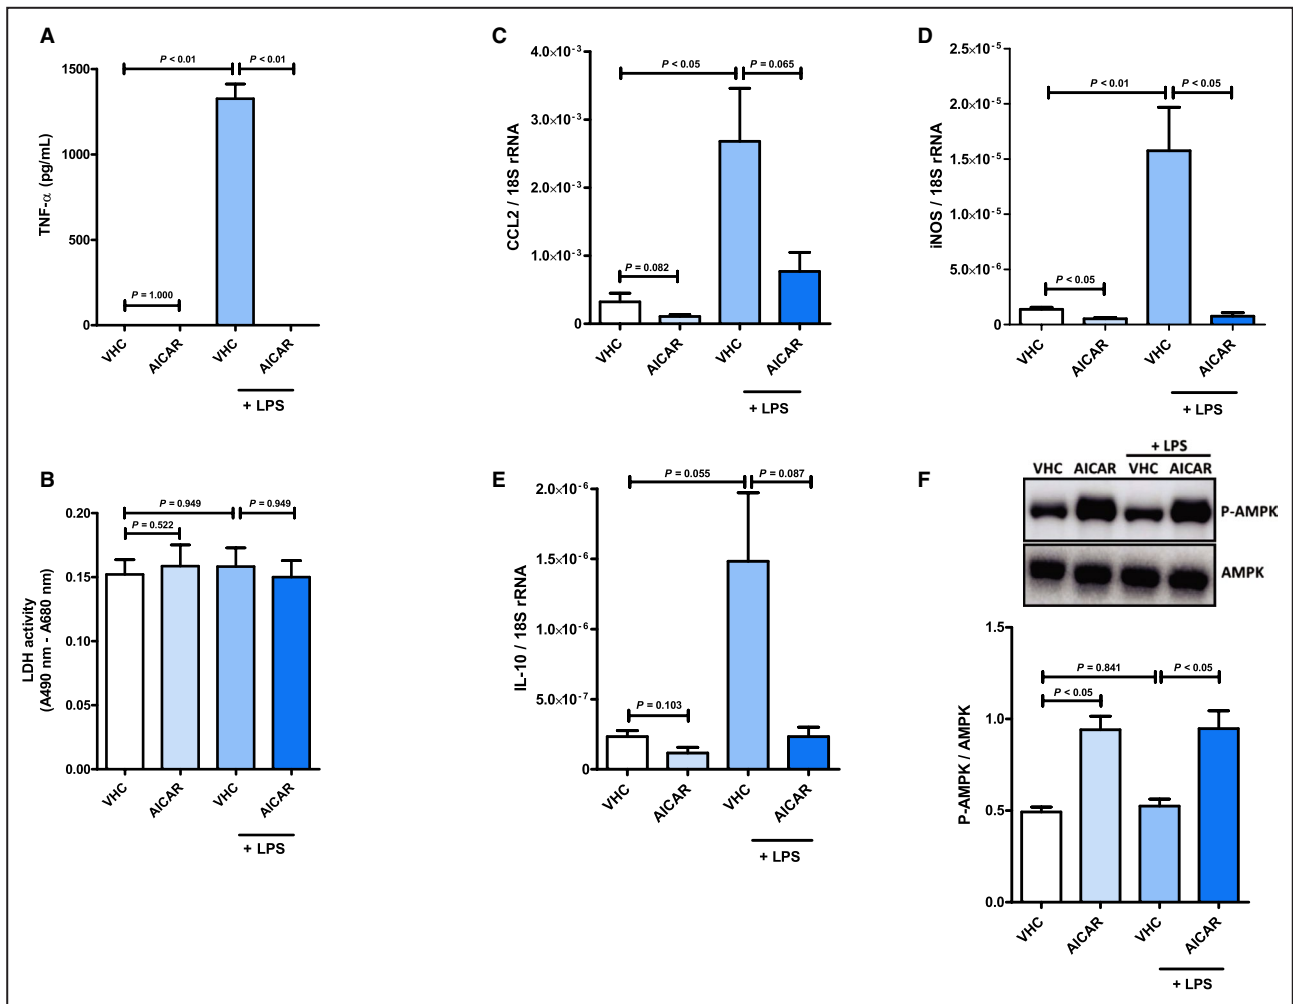 A
P < 0.01
P < 0.01
1500
1000
500
0
TNF-α (pg/mL)
P = 1.000
VHC
AICAR
VHC
AICAR
+ LPS
C
4.0×10⁻³
3.0×10⁻³
2.0×10⁻³
1.0×10⁻³
0
CCL2 / 18S rRNA
P < 0.05
P = 0.065
P = 0.082
VHC
AICAR
VHC
AICAR
+ LPS
D
2.5×10⁻⁵
2.0×10⁻⁵
1.5×10⁻⁵
1.0×10⁻⁵
5.0×10⁻⁶
0
iNOS / 18S rRNA
P < 0.01
P < 0.05
P < 0.05
VHC
AICAR
VHC
AICAR
+ LPS
B
0.20
0.15
0.10
0.05
0.00
LDH activity
(A490 nm - A680 nm)
P = 0.949
P = 0.949
P = 0.522
VHC
AICAR
VHC
AICAR
+ LPS
E
2.0×10⁻⁶
1.5×10⁻⁶
1.0×10⁻⁶
5.0×10⁻⁷
0
IL-10 / 18S rRNA
P = 0.055
P = 0.087
P = 0.103
VHC
AICAR
VHC
AICAR
+ LPS
F
+ LPS
VHC AICAR VHC AICAR
P-AMPK
AMPK
1.5
1.0
0.5
0.0
P-AMPK / AMPK
P = 0.841
P < 0.05
P < 0.05
VHC
AICAR
VHC
AICAR
+ LPS